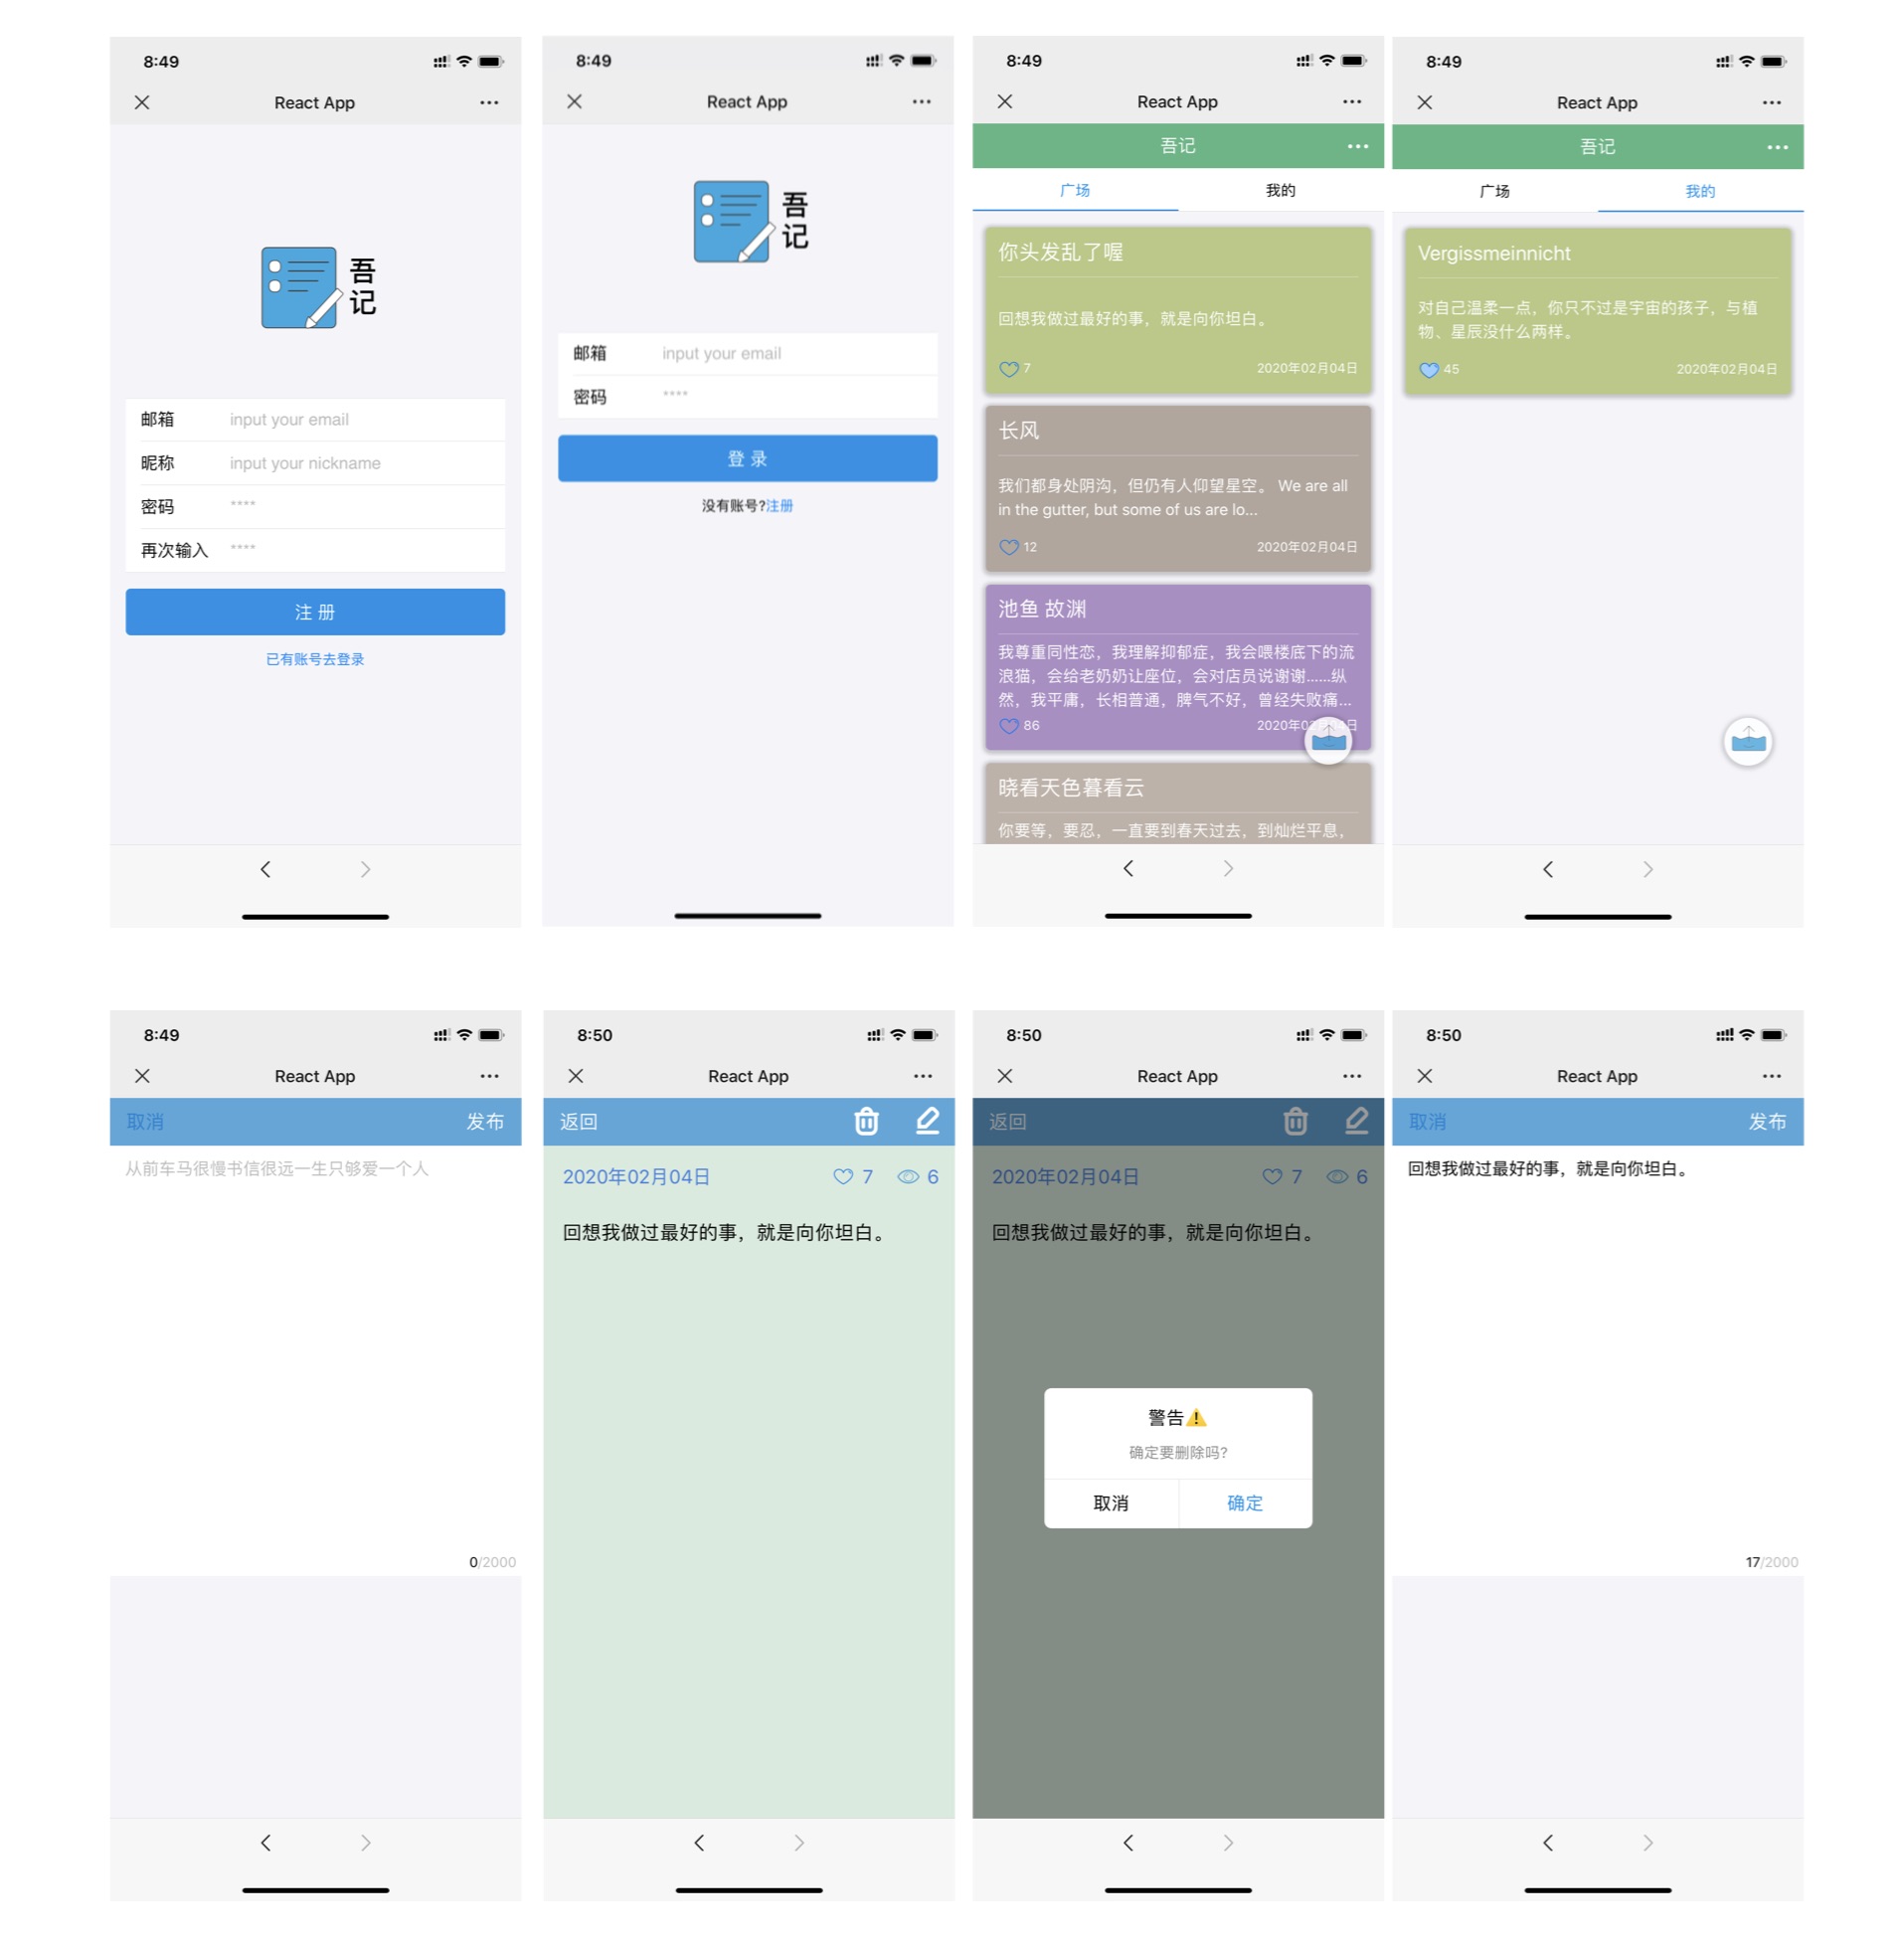 8:49
React App
吾
记
邮箱 input your email
昵称 input your nickname
密码 ****
再次输入 ****
注 册
已有账号去登录
8:49
React App
吾
记
邮箱 input your email
密码 ****
登 录
没有账号?注册
8:49
React App
吾记
广场 我的
你头发乱了喔
回想我做过最好的事，就是向你坦白。
7 2020年02月04日
长风
我们都身处阴沟，但仍有人仰望星空。 We are all
in the gutter, but some of us are lo...
12 2020年02月04日
池鱼 故渊
我尊重同性恋，我理解抑郁症，我会喂楼底下的流
浪猫，会给老奶奶让座位，会对店员说谢谢......纵
然，我平庸，长相普通，脾气不好，曾经失败痛...
86 2020年02月04日
晓看天色暮看云
你要等，要忍，一直要到春天过去，到灿烂平息，
8:49
React App
吾记
广场 我的
Vergissmeinnicht
对自己温柔一点，你只不过是宇宙的孩子，与植
物、星辰没什么两样。
45 2020年02月04日
8:49
React App
取消 发布
从前车马很慢书信很远一生只够爱一个人
0/2000
8:50
React App
返回
2020年02月04日 7 6
回想我做过最好的事，就是向你坦白。
8:50
React App
返回
2020年02月04日 7 6
回想我做过最好的事，就是向你坦白。
警告⚠️
确定要删除吗?
取消 确定
8:50
React App
取消 发布
回想我做过最好的事，就是向你坦白。
17/2000